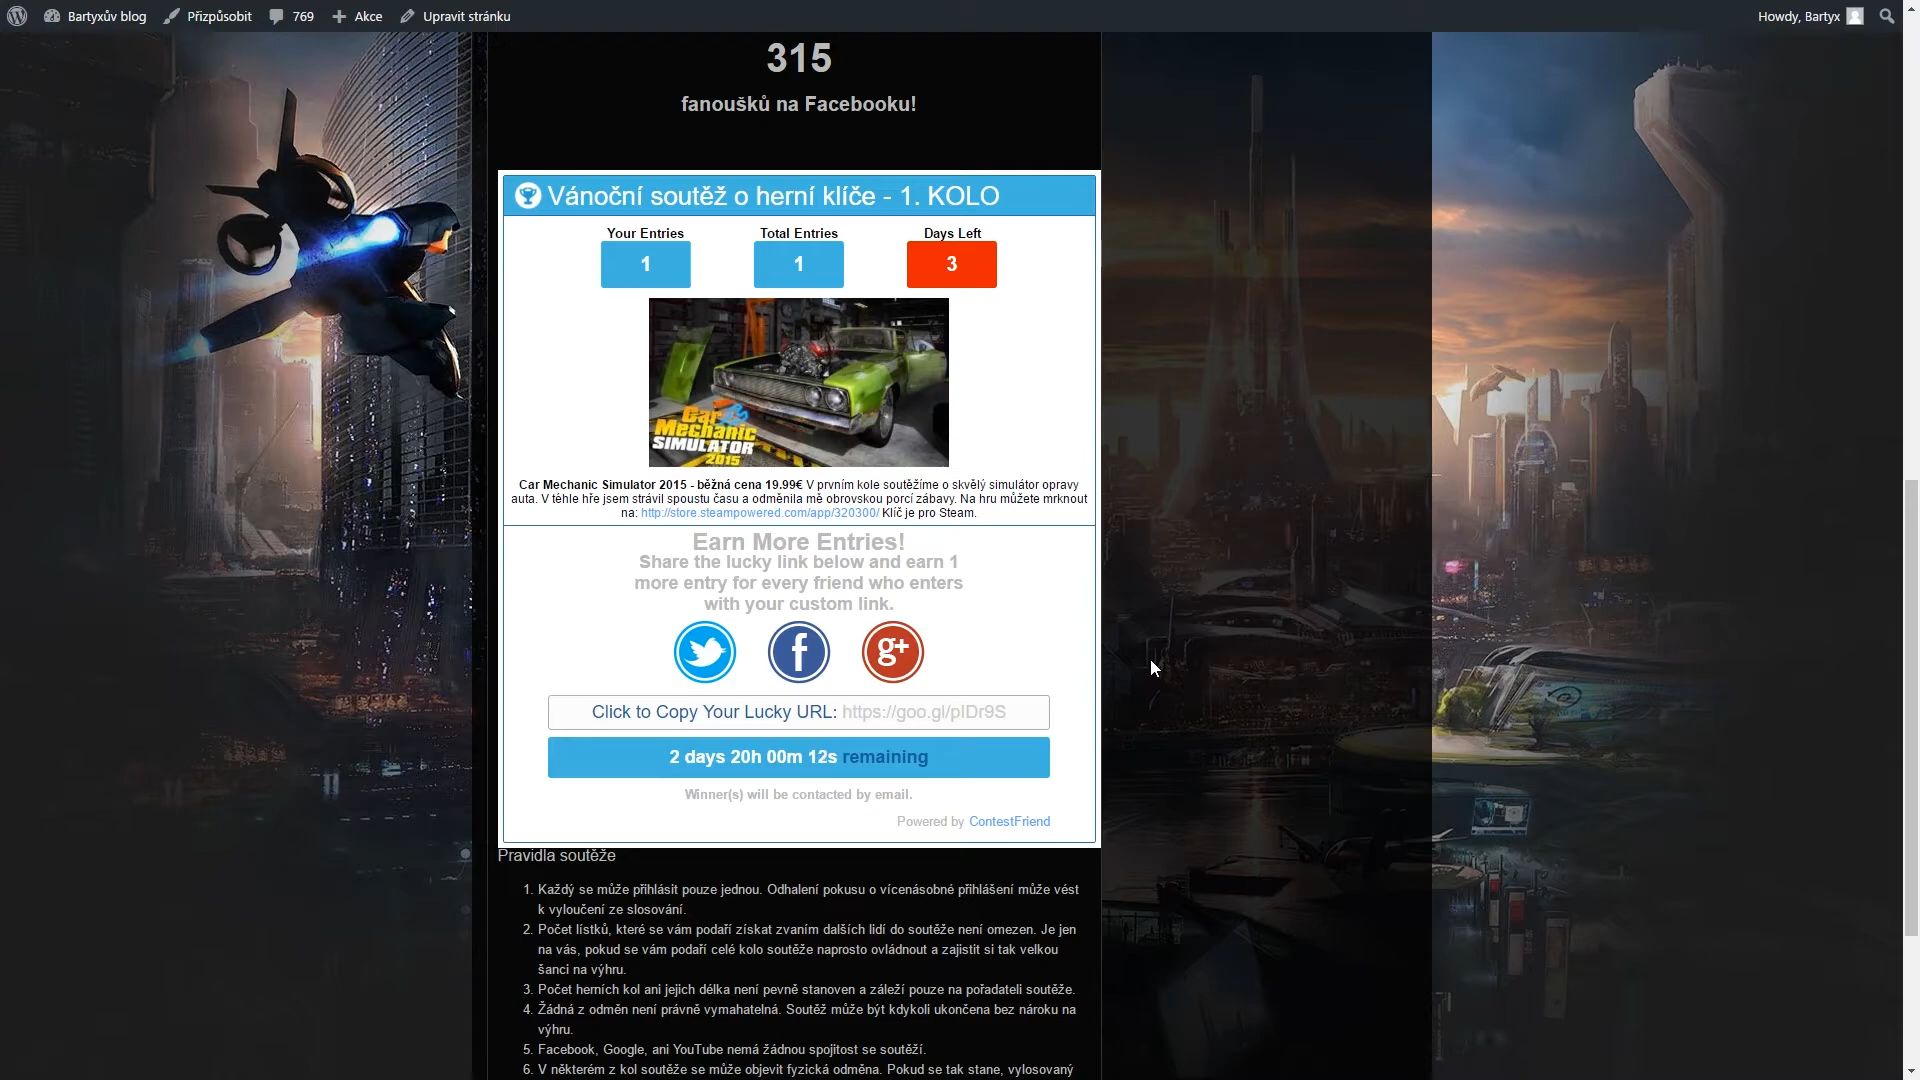 Bartyxův blog Přizpůsobit 769 Akce Upravit stránku Howdy, Bartyx
315
fanoušků na Facebooku!
Vánoční soutěž o herní klíče - 1. KOLO
Your Entries Total Entries Days Left
1 1 3
Car Mechanic SIMULATOR 2015
Car Mechanic Simulator 2015 - běžná cena 19.99€ V prvním kole soutěžíme o skvělý simulátor opravy
auta. V téhle hře jsem strávil spoustu času a odměnila mě obrovskou porcí zábavy. Na hru můžete mrknout
na: http://store.steampowered.com/app/320300/ Klíč je pro Steam.
Earn More Entries!
Share the lucky link below and earn 1
more entry for every friend who enters
with your custom link.
f g+
Click to Copy Your Lucky URL: https://goo.gl/pIDr9S
2 days 20h 00m 12s remaining
Winner(s) will be contacted by email.
Powered by ContestFriend
Pravidla soutěže
1. Každý se může přihlásit pouze jednou. Odhalení pokusu o vícenásobné přihlášení může vést
k vyloučení ze slosování.
2. Počet lístků, které se vám podaří získat zvaním dalších lidí do soutěže není omezen. Je jen
na vás, pokud se vám podaří celé kolo soutěže naprosto ovládnout a zajistit si tak velkou
šanci na výhru.
3. Počet herních kol ani jejich délka není pevně stanoven a záleží pouze na pořadateli soutěže.
4. Žádná z odměn není právně vymahatelná. Soutěž může být kdykoli ukončena bez nároku na
výhru.
5. Facebook, Google, ani YouTube nemá žádnou spojitost se soutěží.
6. V některém z kol soutěže se může objevit fyzická odměna. Pokud se tak stane, vylosovaný